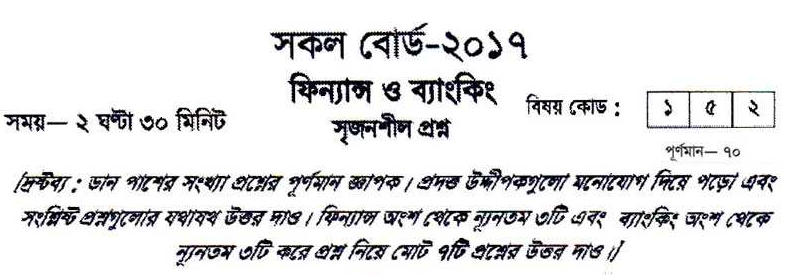 সকল বোর্ড-২০১৭
ফিন্যান্স ও ব্যাংকিং
বিষয় কোড : ১ ৫ ২
সময়— ২ ঘণ্টা ৩০ মিনিট
সৃজনশীল প্রশ্ন
পূর্ণমান— ৭০
[দ্রষ্টব্য : ডান পাশের সংখ্যা প্রশ্নের পূর্ণমান জ্ঞাপক। প্রদত্ত উদ্দীপকগুলো মনোযোগ দিয়ে পড়ো এবং
সংশ্লিষ্ট প্রশ্নগুলোর যথাযথ উত্তর দাও। ফিন্যান্স অংশ থেকে ন্যূনতম ৩টি এবং ব্যাংকিং অংশ থেকে
ন্যূনতম ৩টি করে প্রশ্ন নিয়ে মোট ৭টি প্রশ্নের উত্তর দাও।]